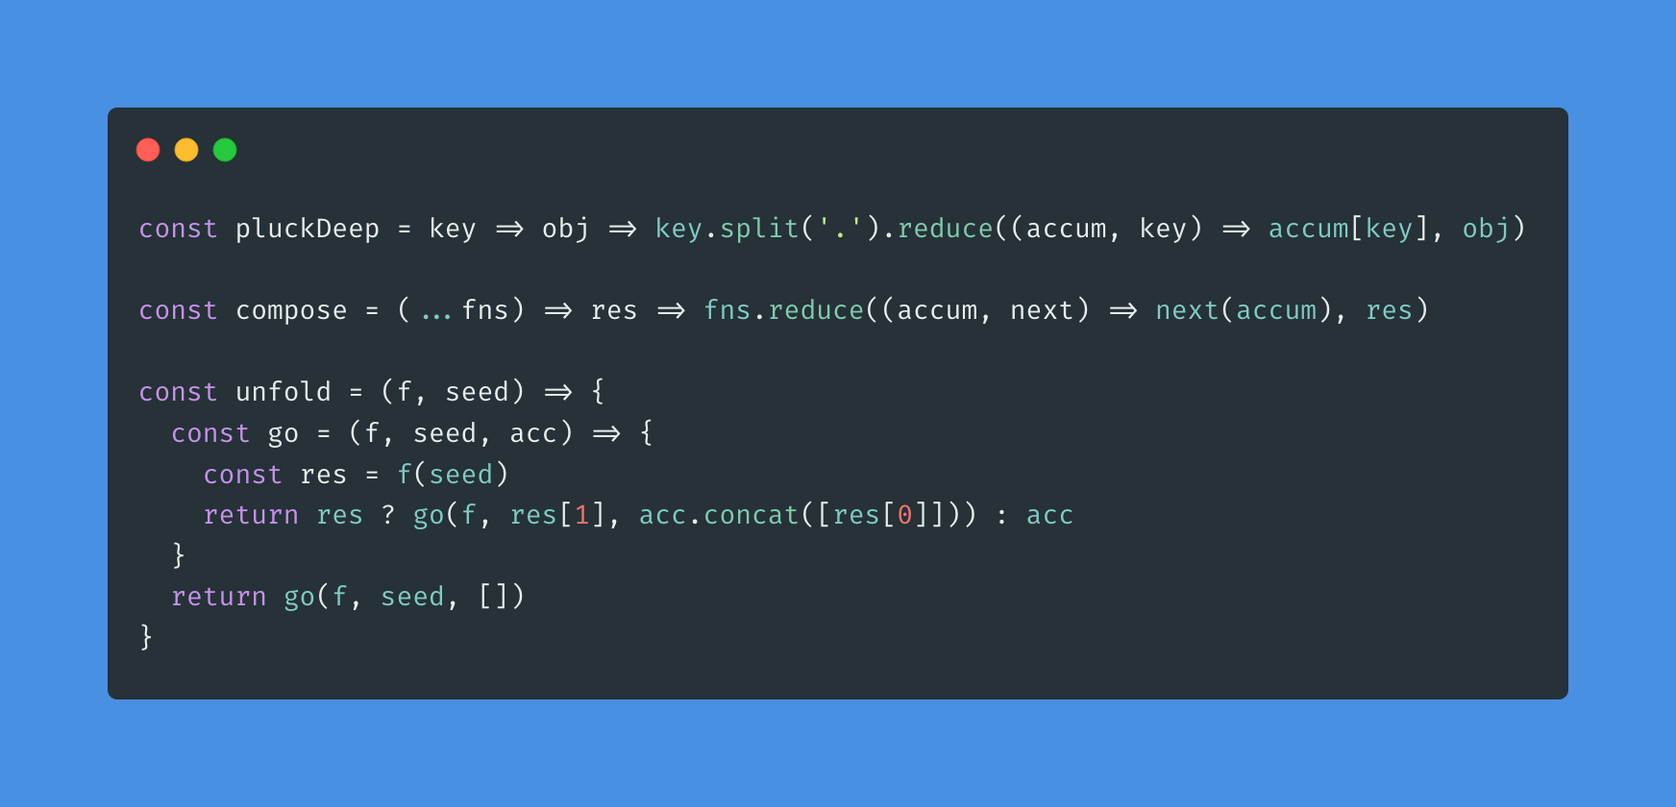 const pluckDeep = key => obj => key.split('.').reduce((accum, key) => accum[key], obj)
const compose = (...fns) => res => fns.reduce((accum, next) => next(accum), res)
const unfold = (f, seed) => {
  const go = (f, seed, acc) => {
    const res = f(seed)
    return res ? go(f, res[1], acc.concat([res[0]])) : acc
  }
  return go(f, seed, [])
}